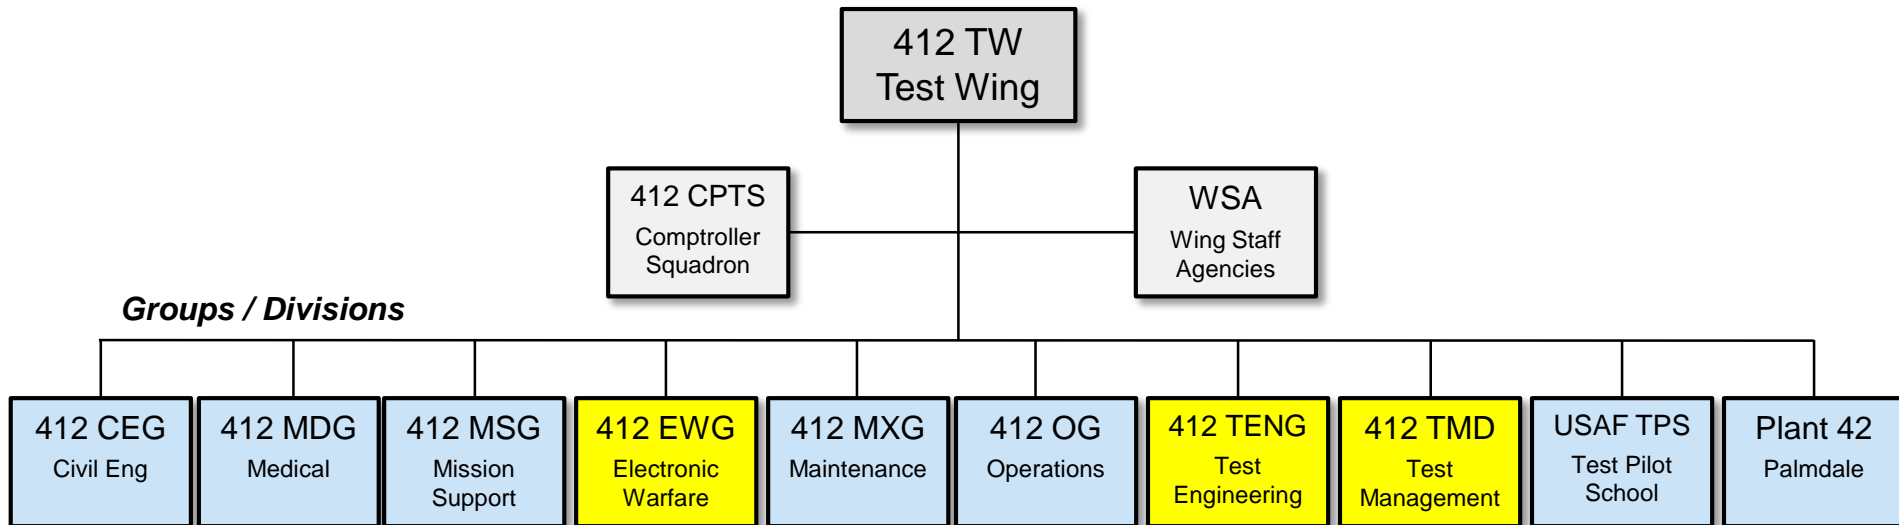 412 TW
Test Wing
412 CPTS
Comptroller
Squadron
WSA
Wing Staff
Agencies
Groups / Divisions
412 CEG
Civil Eng
412 MDG
Medical
412 MSG
Mission
Support
412 EWG
Electronic
Warfare
412 MXG
Maintenance
412 OG
Operations
412 TENG
Test
Engineering
412 TMD
Test
Management
USAF TPS
Test Pilot
School
Plant 42
Palmdale